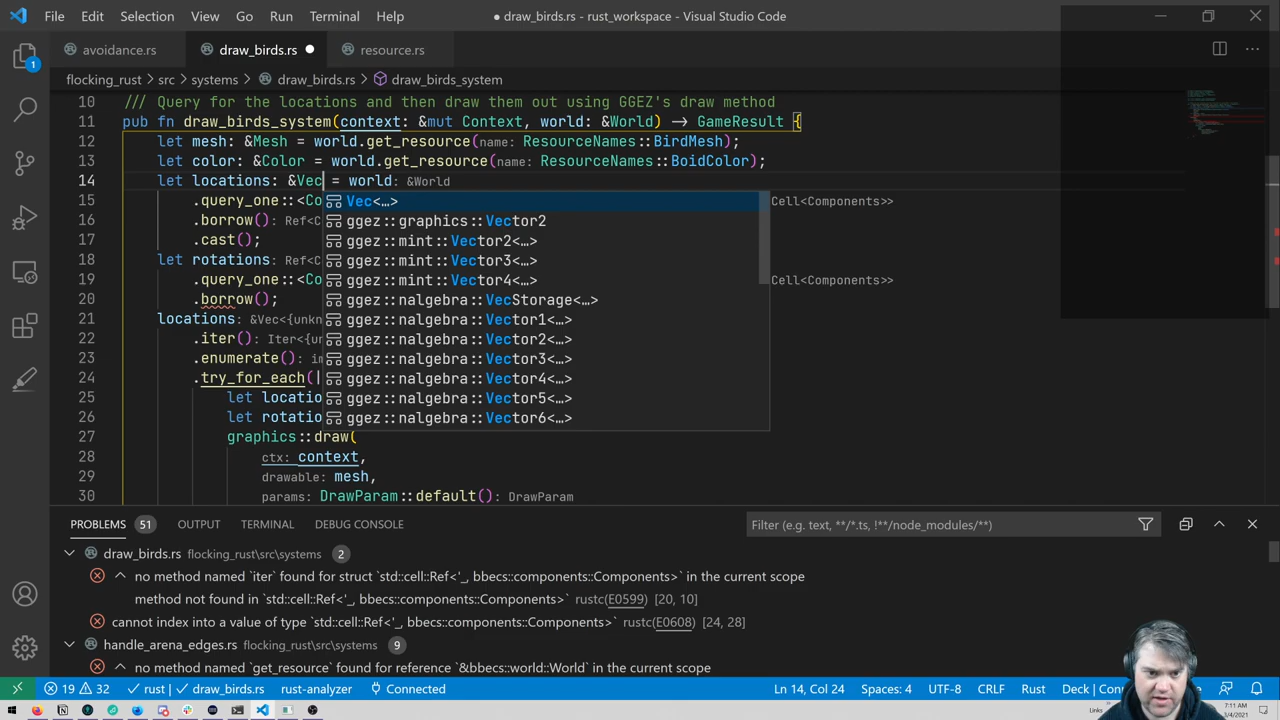 File Edit Selection View Go Run Terminal Help
● draw_birds.rs - rust_workspace - Visual Studio Code
avoidance.rs draw_birds.rs ● resource.rs
flocking_rust > src > systems > draw_birds.rs > draw_birds_system
10 /// Query for the locations and then draw them out using GGEZ's draw method
11 pub fn draw_birds_system(context: &mut Context, world: &World) -> GameResult {
12 let mesh: &Mesh = world.get_resource(name: ResourceNames::BirdMesh);
13 let color: &Color = world.get_resource(name: ResourceNames::BoidColor);
14 let locations: &Vec = world: &World
15 .query_one::<Co Cell<Components>>
16 .borrow() Ref<C
17 .cast();
18 let rotations: Ref<C
19 .query_one::<Co Cell<Components>>
20 .borrow();
21 locations: &Vec<{unkn
22 .iter() Iter<{un
23 .enumerate() im
24 .try_for_each(|
25 let locatio
26 let rotatio
27 graphics::draw(
28 ctx: context,
29 drawable: mesh,
30 params: DrawParam::default() DrawParam
Vec<…>
ggez::graphics::Vector2
ggez::mint::Vector2<…>
ggez::mint::Vector3<…>
ggez::mint::Vector4<…>
ggez::nalgebra::VecStorage<…>
ggez::nalgebra::Vector1<…>
ggez::nalgebra::Vector2<…>
ggez::nalgebra::Vector3<…>
ggez::nalgebra::Vector4<…>
ggez::nalgebra::Vector5<…>
ggez::nalgebra::Vector6<…>
PROBLEMS 51 OUTPUT TERMINAL DEBUG CONSOLE Filter (e.g. text, **/*.ts, !**/node_modules/**)
draw_birds.rs flocking_rust\src\systems 2
no method named `iter` found for struct `std::cell::Ref<'_, bbecs::components::Components>` in the current scope
method not found in `std::cell::Ref<'_, bbecs::components::Components>` rustc(E0599) [20, 10]
cannot index into a value of type `std::cell::Ref<'_, bbecs::components::Components>` rustc(E0608) [24, 28]
handle_arena_edges.rs flocking_rust\src\systems 9
no method named `get_resource` found for reference `&bbecs::world::World` in the current scope
19 32 rust | draw_birds.rs rust-analyzer Connected Ln 14, Col 24 Spaces: 4 UTF-8 CRLF Rust Deck | Con
Links 7:11 AM
3/4/2021
1